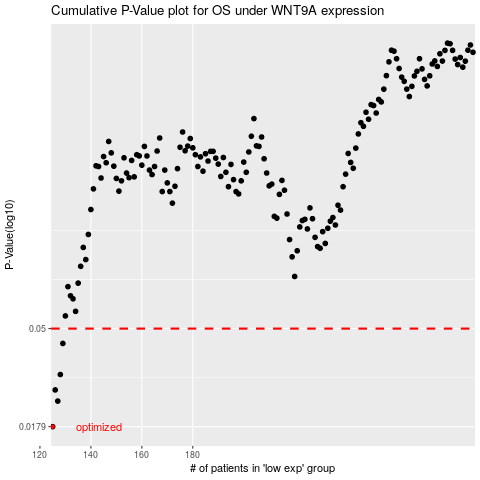 Cumulative P-Value plot for OS under WNT9A expression
P-Value(log10)
0.05
0.0179
optimized
120 140 160 180
# of patients in 'low exp' group